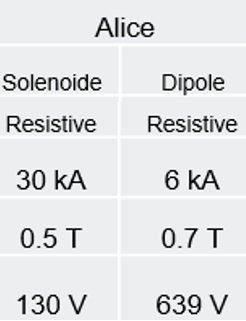 Alice
Solenoide Dipole
Resistive Resistive
30 kA 6 kA
0.5 T 0.7 T
130 V 639 V